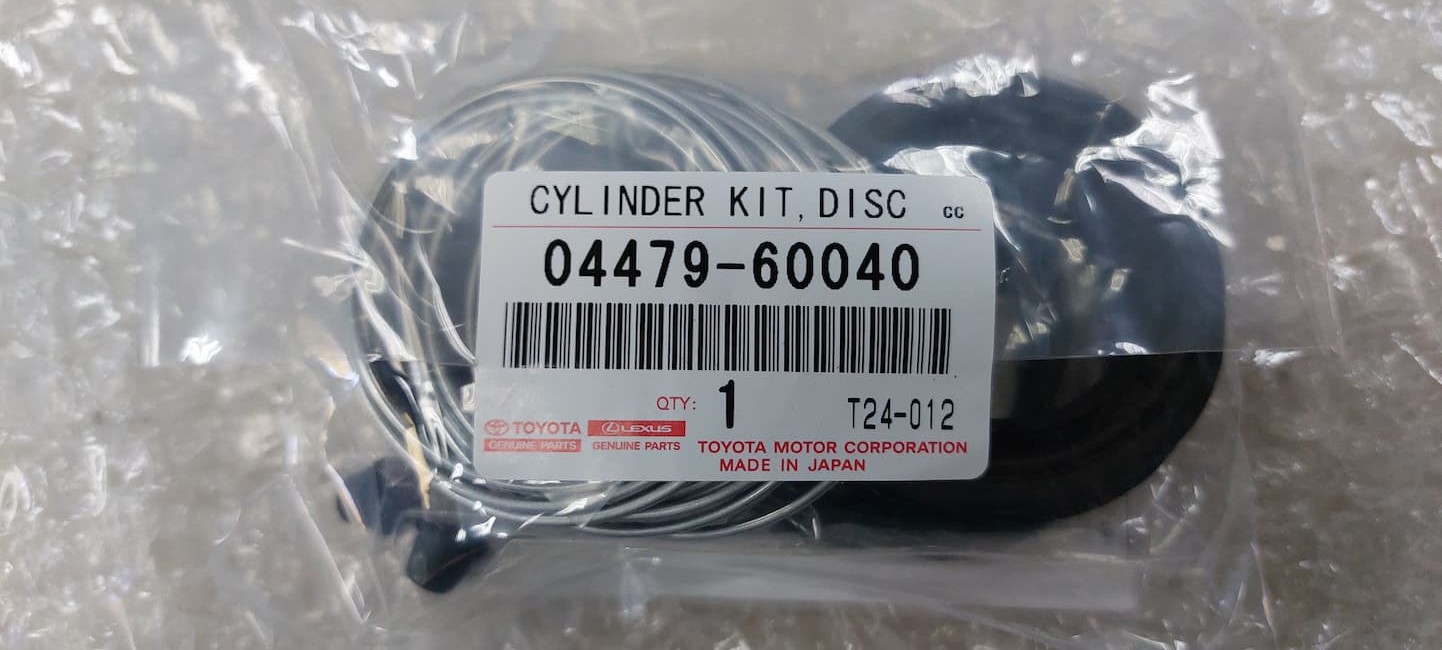 CYLINDER KIT, DISC CC
04479-60040
QTY: 1 T24-012
TOYOTA LEXUS
GENUINE PARTS GENUINE PARTS TOYOTA MOTOR CORPORATION
MADE IN JAPAN